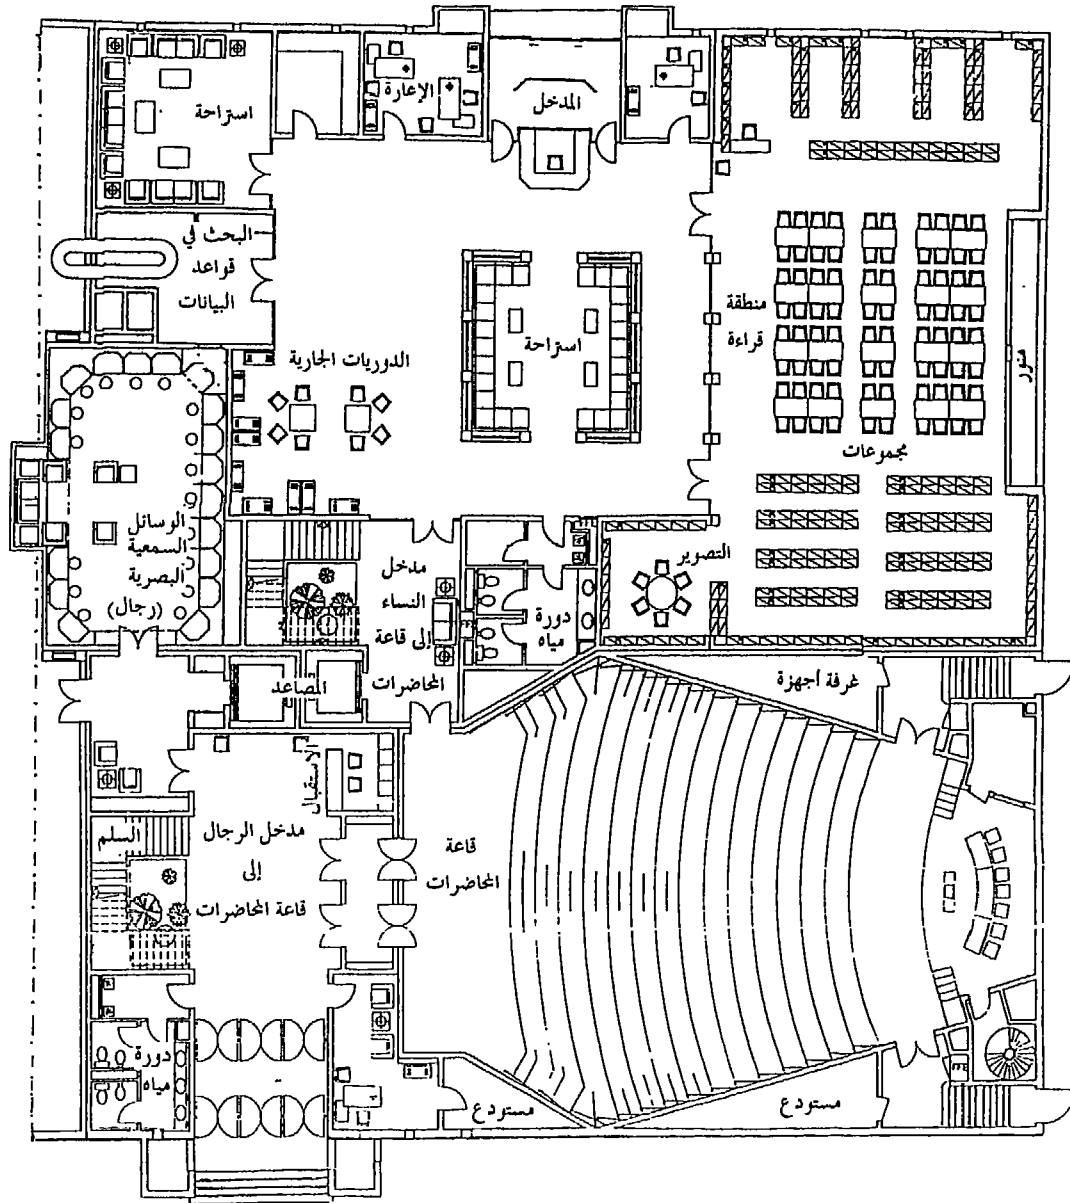 المدخل
الإعارة
استراحة
البحث في
قواعد
البيانات
منطقة
قراءة
استراحة
الدوريات الجارية
منور
مجموعات
الوسائل
السمعية
البصرية
(رجال)
التصوير
مدخل
النساء
إلى قاعة
المحاضرات
دورة
مياه
غرفة أجهزة
المصاعد
الاستقبال
السلم
مدخل الرجال
إلى
قاعة المحاضرات
قاعة
المحاضرات
دورة
مياه
مستودع
مستودع